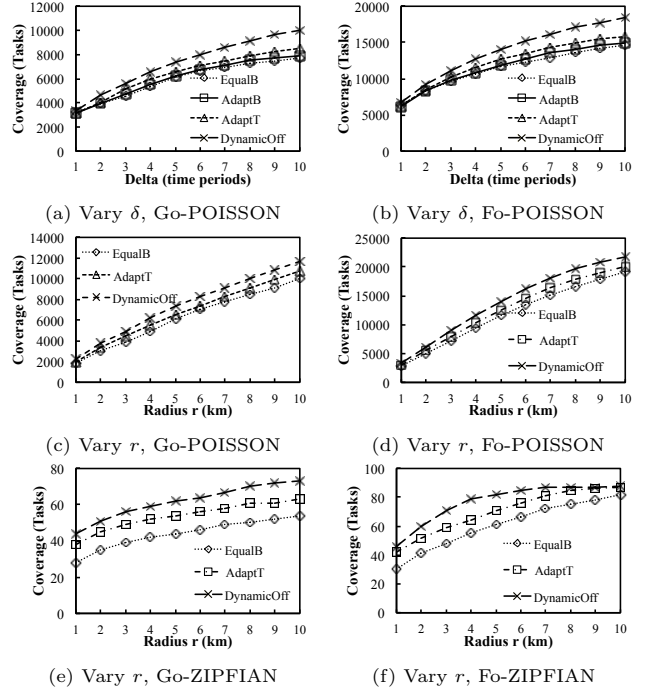 Coverage (Tasks)
14000
12000
10000
8000
6000
4000
2000
0
EqualB
AdaptB
AdaptT
DynamicOff
1 2 3 4 5 6 7 8 9 10
Delta (time periods)
(a) Vary δ, Go-POISSON
Coverage (Tasks)
20000
15000
10000
5000
0
EqualB
AdaptB
AdaptT
DynamicOff
1 2 3 4 5 6 7 8 9 10
Delta (time periods)
(b) Vary δ, Fo-POISSON
Coverage (Tasks)
14000
12000
10000
8000
6000
4000
2000
0
EqualB
AdaptT
DynamicOff
1 2 3 4 5 6 7 8 9 10
Radius r (km)
(c) Vary r, Go-POISSON
Coverage (Tasks)
25000
20000
15000
10000
5000
0
EqualB
AdaptT
DynamicOff
1 2 3 4 5 6 7 8 9 10
Radius r (km)
(d) Vary r, Fo-POISSON
Coverage (Tasks)
80
60
40
20
0
EqualB
AdaptT
DynamicOff
1 2 3 4 5 6 7 8 9 10
Radius r (km)
(e) Vary r, Go-ZIPFIAN
Coverage (Tasks)
100
80
60
40
20
0
EqualB
AdaptT
DynamicOff
1 2 3 4 5 6 7 8 9 10
Radius r (km)
(f) Vary r, Fo-ZIPFIAN